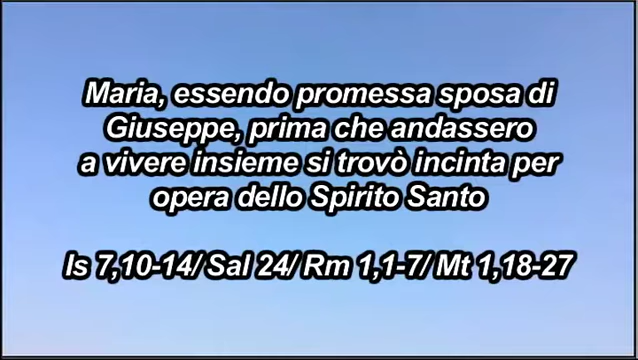 Maria, essendo promessa sposa di
Giuseppe, prima che andassero
a vivere insieme si trovò incinta per
opera dello Spirito Santo
Is 7,10-14/ Sal 24/ Rm 1,1-7/ Mt 1,18-27